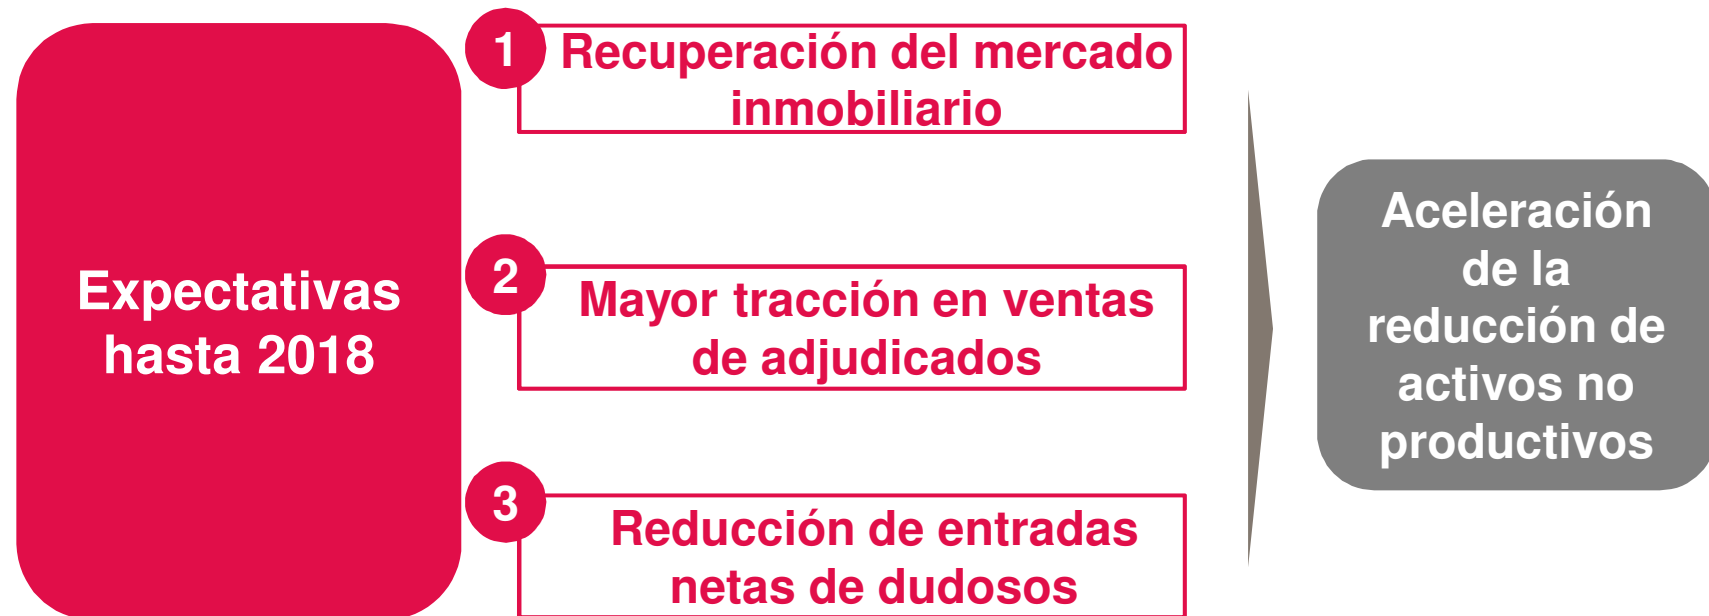 Expectativas
hasta 2018
1
Recuperación del mercado
inmobiliario
2
Mayor tracción en ventas
de adjudicados
3
Reducción de entradas
netas de dudosos
Aceleración
de la
reducción de
activos no
productivos